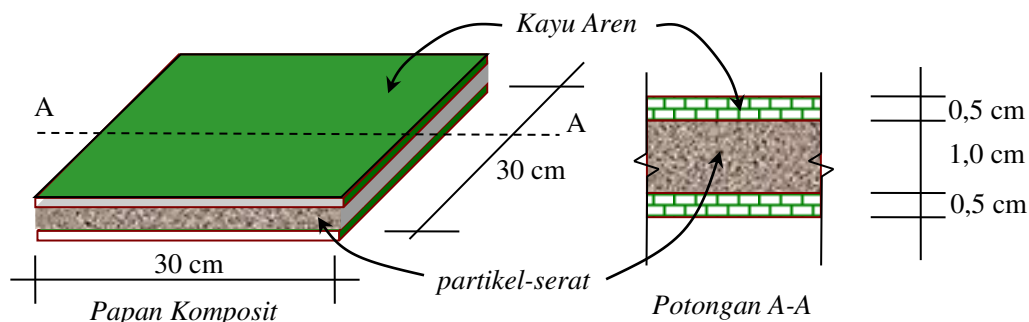 Kayu Aren
A
A
30 cm
0,5 cm
1,0 cm
0,5 cm
30 cm
partikel-serat
Papan Komposit
Potongan A-A